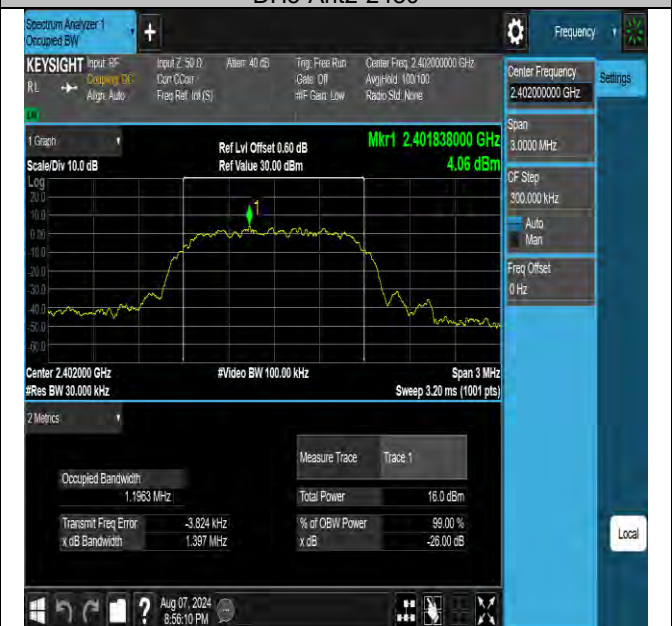 Spectrum Analyzer 1
Occupied BW
Frequency
KEYSIGHT Input: RF
Coupling: DC
Align: Auto
RL
Input Z: 50 Ω
Corr CCorr
Freq Ref: Int (S)
Atten: 40 dB
Trig: Free Run
Gate: Off
#IF Gain: Low
Center Freq: 2.402000000 GHz
Avg|Hold: 100/100
Radio Std: None
Center Frequency
2.402000000 GHz
Settings
Span
3.0000 MHz
CF Step
300.000 kHz
Auto
Man
Freq Offset
0 Hz
1 Graph
Scale/Div 10.0 dB
Ref Lvl Offset 0.60 dB
Ref Value 30.00 dBm
Mkr1 2.401838000 GHz
4.06 dBm
Log
20.0
10.0
0.00
-10.0
-20.0
-30.0
-40.0
-50.0
-60.0
1
Center 2.402000 GHz
#Res BW 30.000 kHz
#Video BW 100.00 kHz
Span 3 MHz
Sweep 3.20 ms (1001 pts)
2 Metrics
Measure Trace Trace 1
Occupied Bandwidth
1.1963 MHz
Total Power 16.0 dBm
Transmit Freq Error -3.824 kHz
% of OBW Power 99.00 %
x dB Bandwidth 1.397 MHz
x dB -26.00 dB
Local
?
Aug 07, 2024
8:56:10 PM